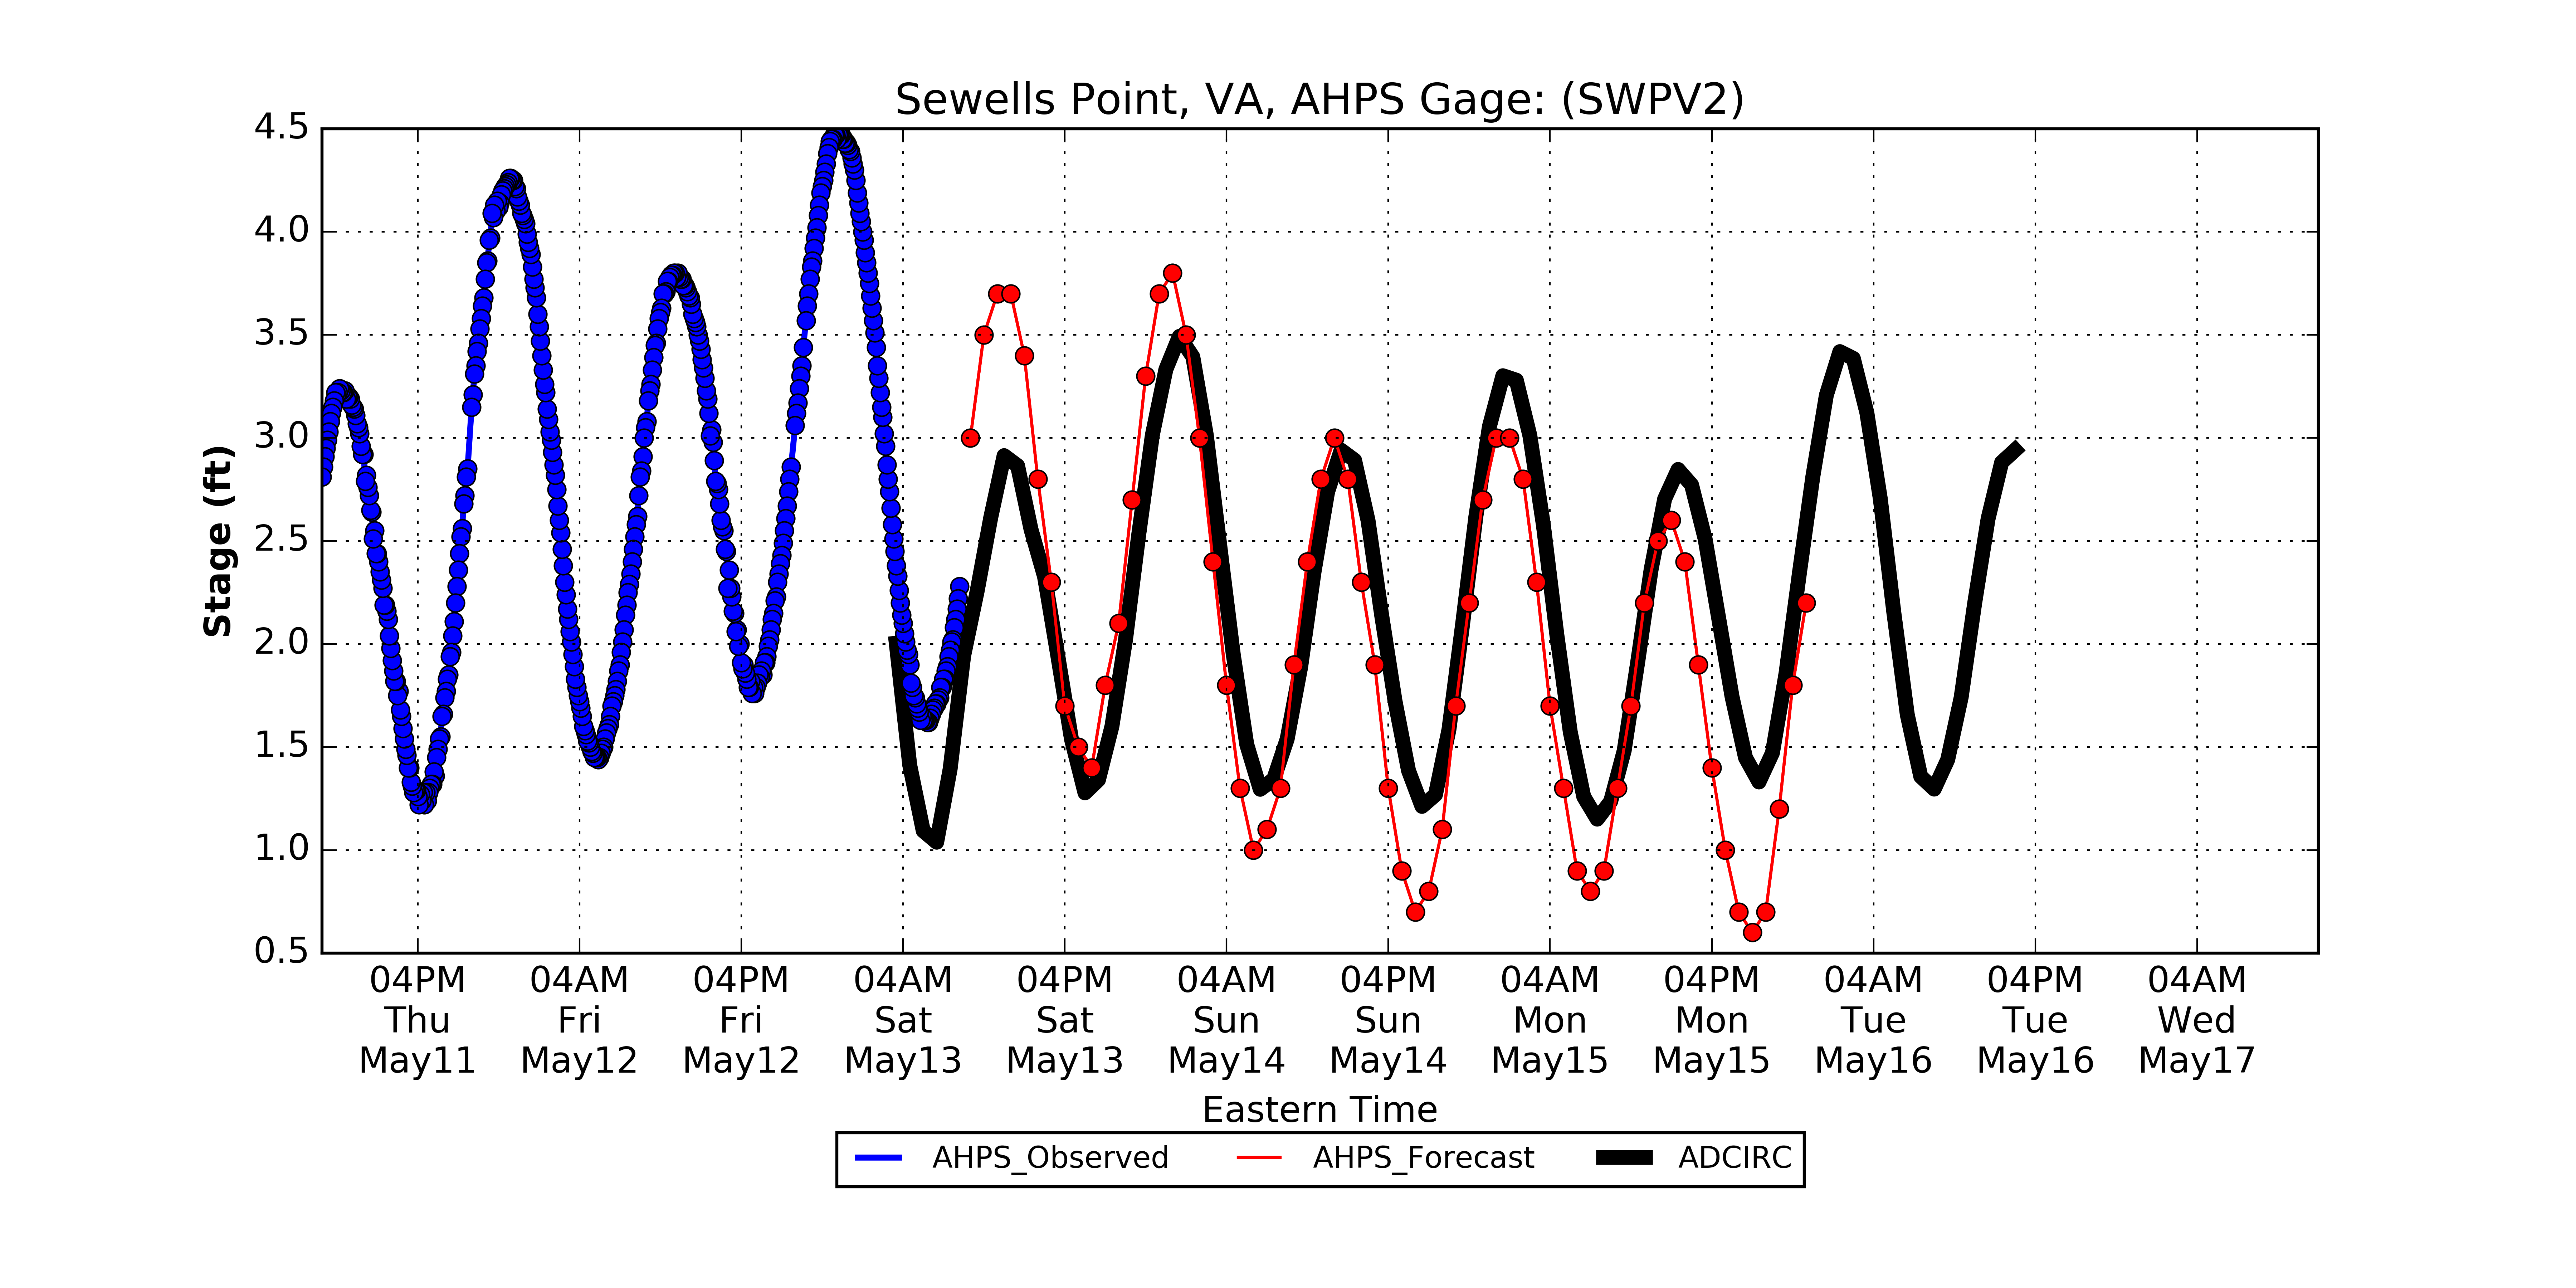 Sewells Point, VA, AHPS Gage: (SWPV2)
Stage (ft)
4.5
4.0
3.5
3.0
2.5
2.0
1.5
1.0
0.5
04PM 04AM 04PM 04AM 04PM 04AM 04PM 04AM 04PM 04AM 04PM 04AM
Thu Fri Fri Sat Sat Sun Sun Mon Mon Tue Tue Wed
May11 May12 May12 May13 May13 May14 May14 May15 May15 May16 May16 May17
Eastern Time
AHPS_Observed AHPS_Forecast ADCIRC